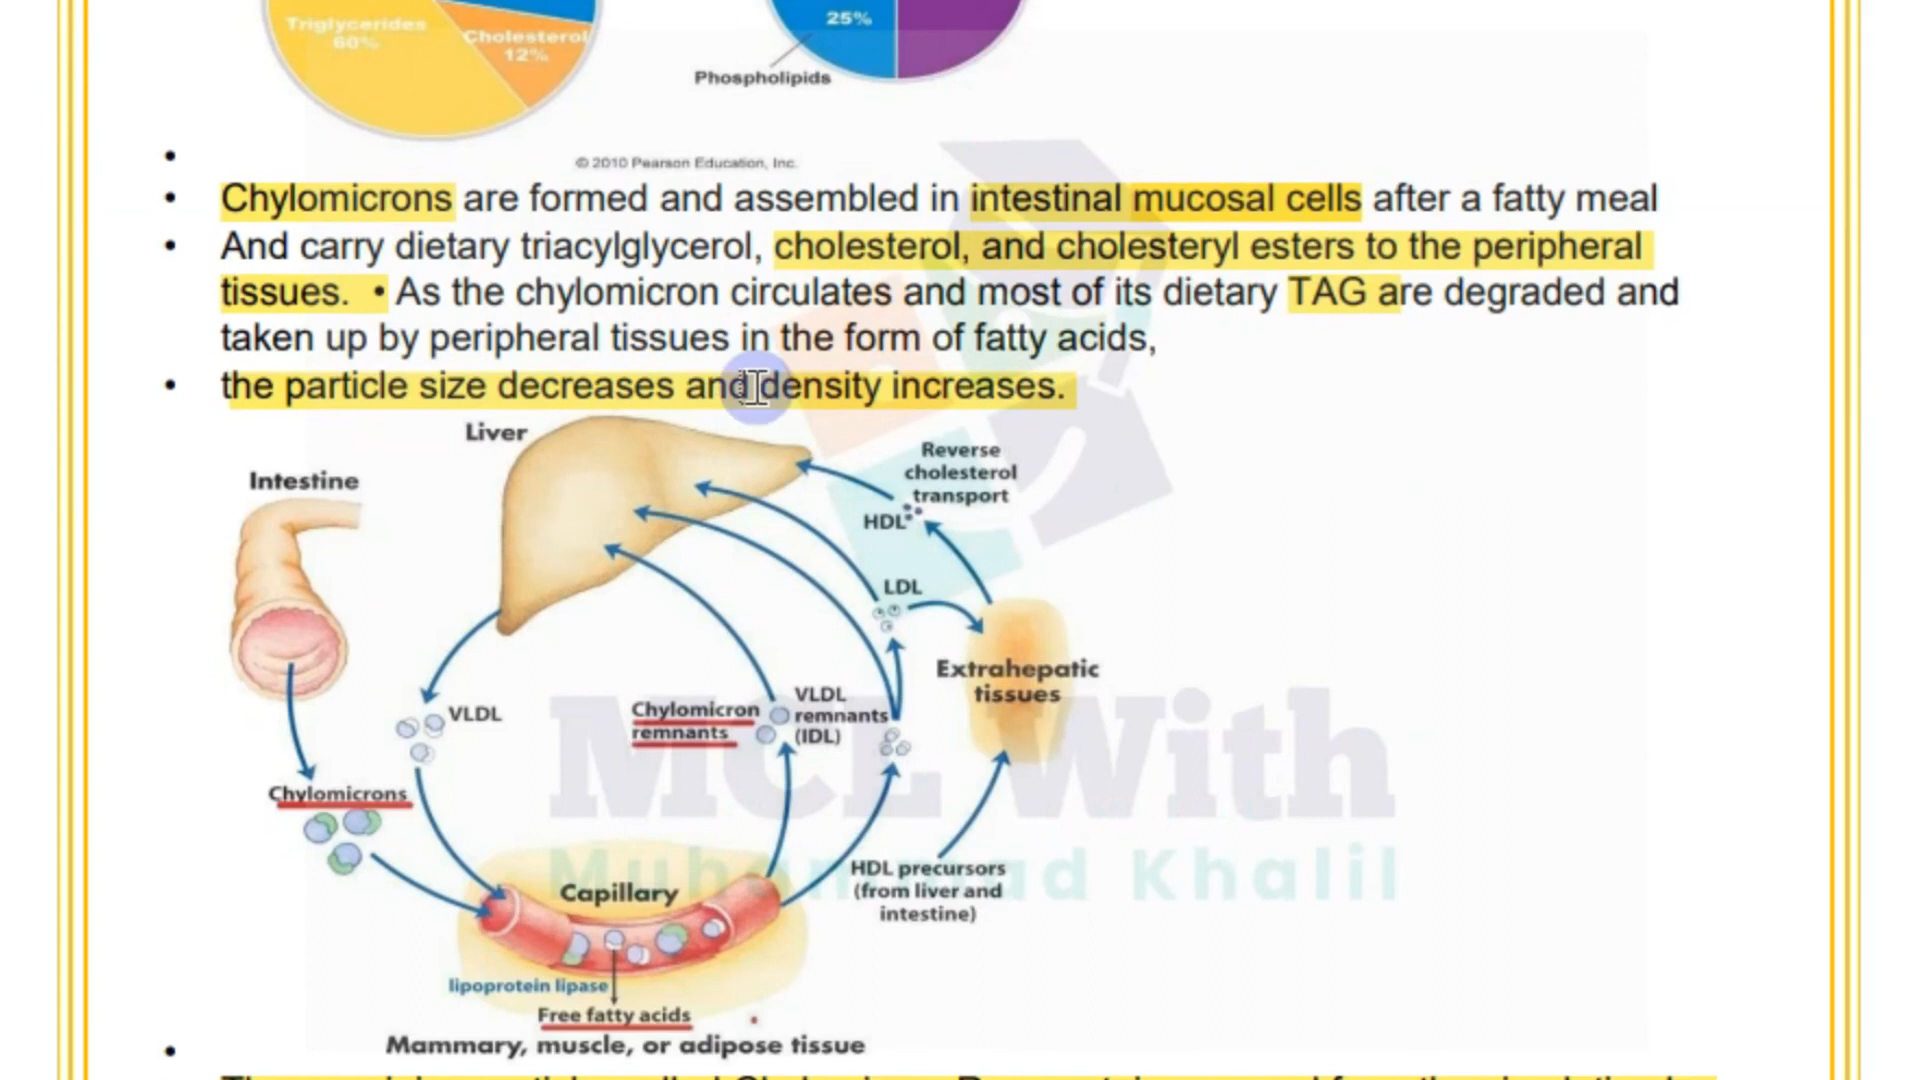 Triglycerides
60%
Cholesterol
12%
25%
Phospholipids
© 2010 Pearson Education, Inc.
• Chylomicrons are formed and assembled in intestinal mucosal cells after a fatty meal
• And carry dietary triacylglycerol, cholesterol, and cholesteryl esters to the peripheral
tissues. • As the chylomicron circulates and most of its dietary TAG are degraded and
taken up by peripheral tissues in the form of fatty acids,
• the particle size decreases and density increases.
Liver
Intestine
Reverse
cholesterol
transport
HDL
LDL
Extrahepatic
tissues
VLDL
Chylomicron
remnants
VLDL
remnants
(IDL)
Chylomicrons
Capillary
HDL precursors
(from liver and
intestine)
lipoprotein lipase
Free fatty acids
Mammary, muscle, or adipose tissue
MCL With
Muhammad Khalil